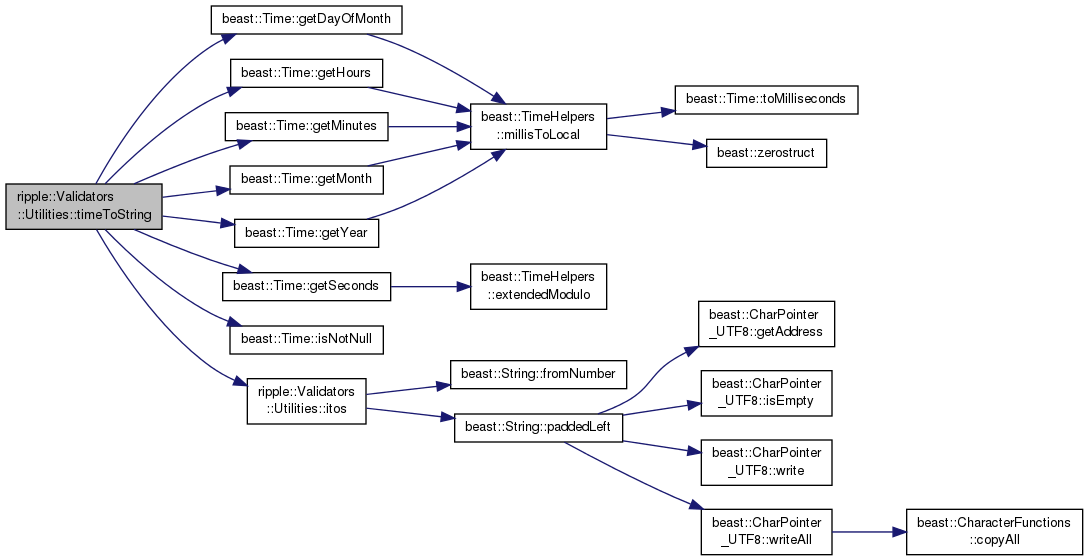 beast::Time::getDayOfMonth
beast::Time::getHours
beast::Time::getMinutes
beast::Time::getMonth
ripple::Validators
::Utilities::timeToString
beast::Time::getYear
beast::Time::getSeconds
beast::Time::isNotNull
ripple::Validators
::Utilities::itos
beast::TimeHelpers
::millisToLocal
beast::TimeHelpers
::extendedModulo
beast::String::fromNumber
beast::String::paddedLeft
beast::Time::toMilliseconds
beast::zerostruct
beast::CharPointer
_UTF8::getAddress
beast::CharPointer
_UTF8::isEmpty
beast::CharPointer
_UTF8::write
beast::CharPointer
_UTF8::writeAll
beast::CharacterFunctions
::copyAll